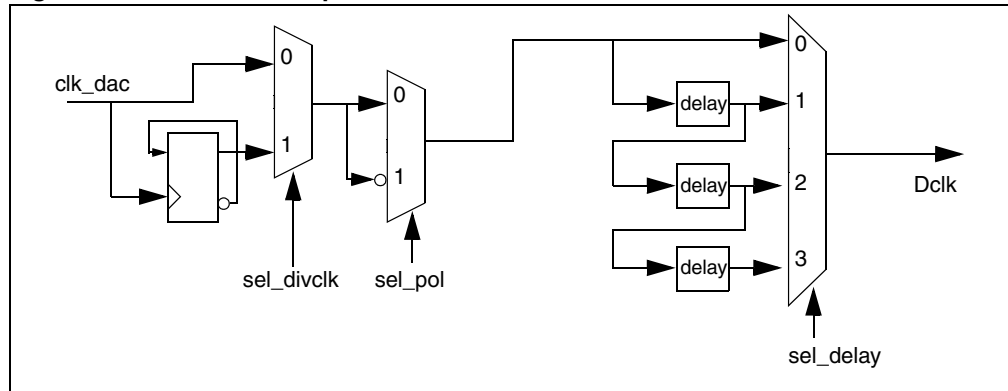 clk_dac
0
1
sel_divclk
0
1
sel_pol
delay
delay
delay
0
1
2
3
sel_delay
Dclk